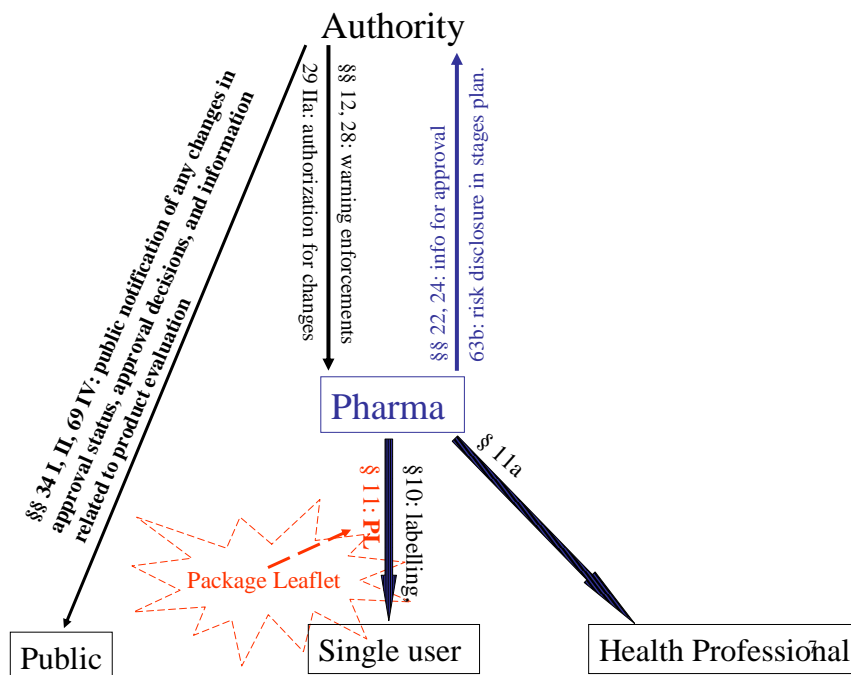 Authority
§§ 34 I, II, 69 IV: public notification of any changes in
approval status, approval decisions, and information
related to product evaluation
§§ 12, 28: warning enforcements
29 IIa: authorization for changes
§§ 22, 24: info for approval
63b: risk disclosure in stages plan.
Pharma
§ 11: PL
§10: labelling,
§ 11a
Package Leaflet
Public
Single user
Health Professional
7